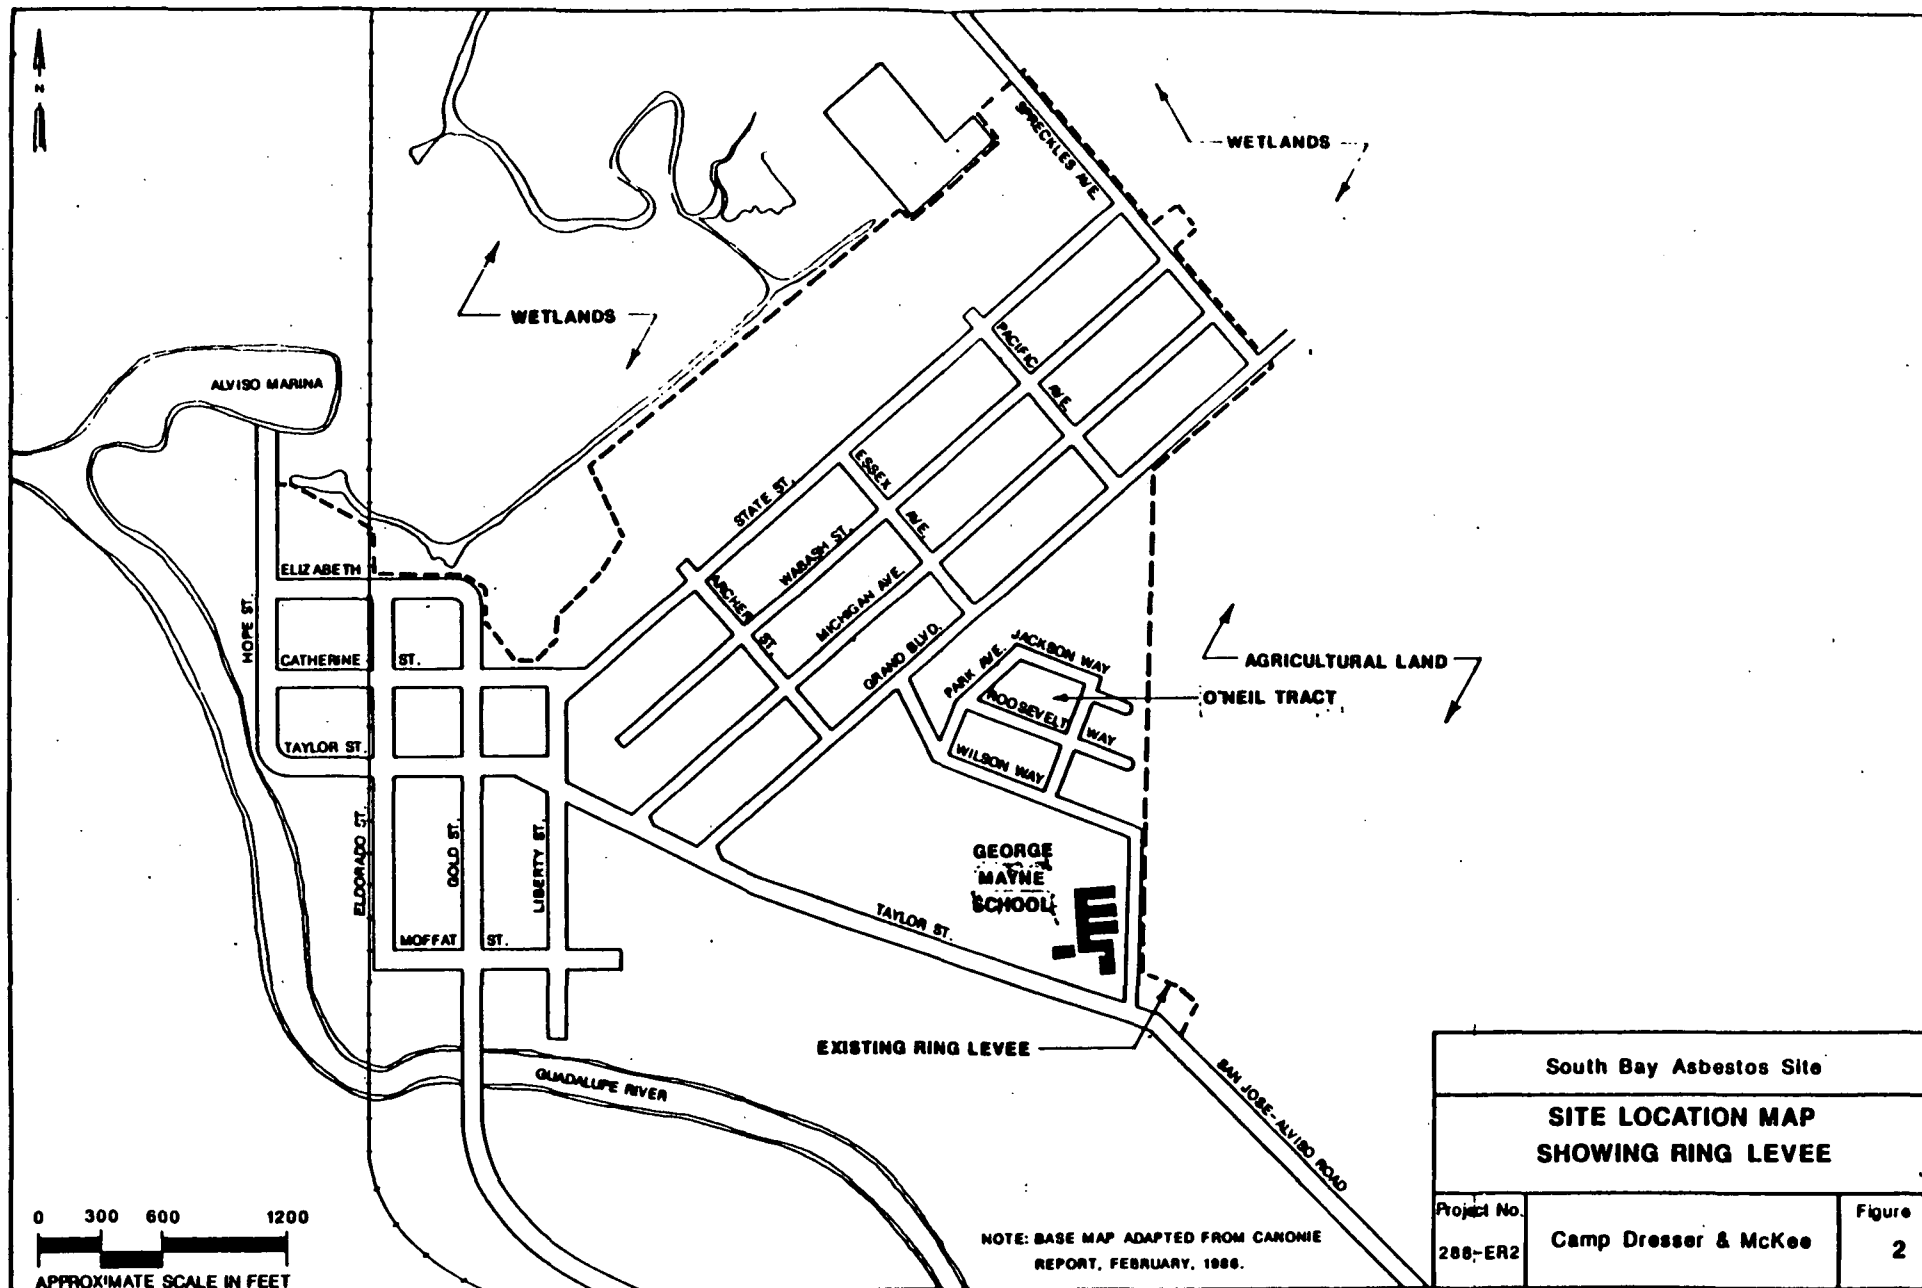 N
SPRECKLES AVE.
WETLANDS
WETLANDS
ALVISO MARINA
PACIFIC
AVE.
ESSEX
AVE.
STATE ST.
WABASH ST.
MICHIGAN AVE.
ARCHER
ST.
GRAND BLVD.
ELIZABETH
HOPE ST.
CATHERINE ST.
TAYLOR ST.
ELDORADO ST.
GOLD ST.
LIBERTY ST.
MOFFAT ST.
PARK AVE.
JACKSON WAY
ROOSEVELT WAY
WILSON WAY
AGRICULTURAL LAND
O'NEIL TRACT
GEORGE
MAYNE
SCHOOL
TAYLOR ST.
EXISTING RING LEVEE
GUADALUPE RIVER
SAN JOSE-ALVISO ROAD
0 300 600 1200
APPROXIMATE SCALE IN FEET
NOTE: BASE MAP ADAPTED FROM CANONIE
REPORT, FEBRUARY, 1986.
South Bay Asbestos Site
SITE LOCATION MAP
SHOWING RING LEVEE
Project No.
288-ER2
Camp Dresser & McKee
Figure
2